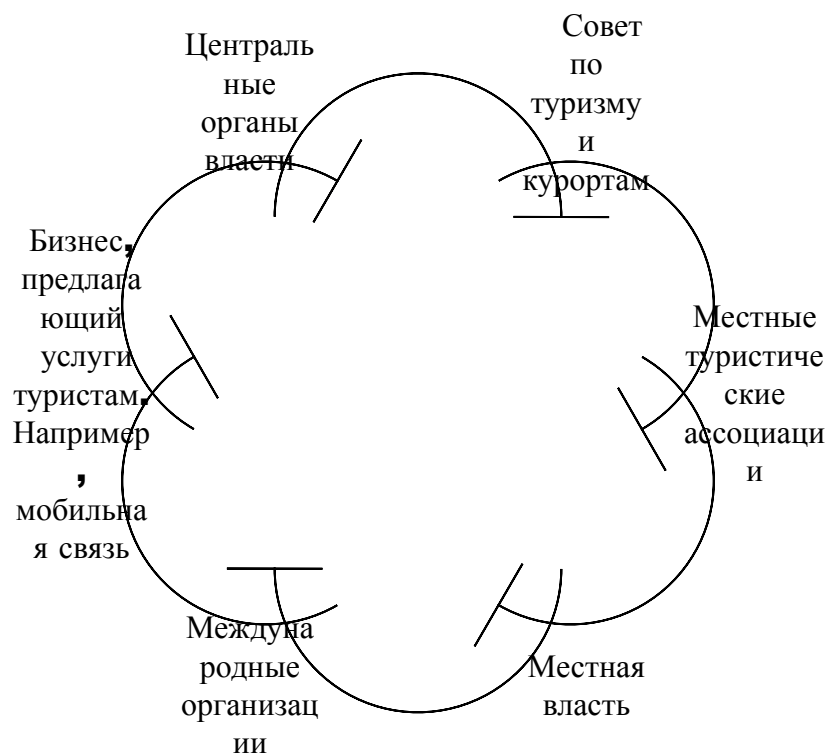 Централь
ные
органы
власти
Совет
по
туризму
и
курортам
Бизнес,
предлага
ющий
услуги
туристам.
Например
,
мобильна
я связь
Местные
туристиче
ские
ассоциаци
и
Междуна
родные
организац
ии
Местная
власть